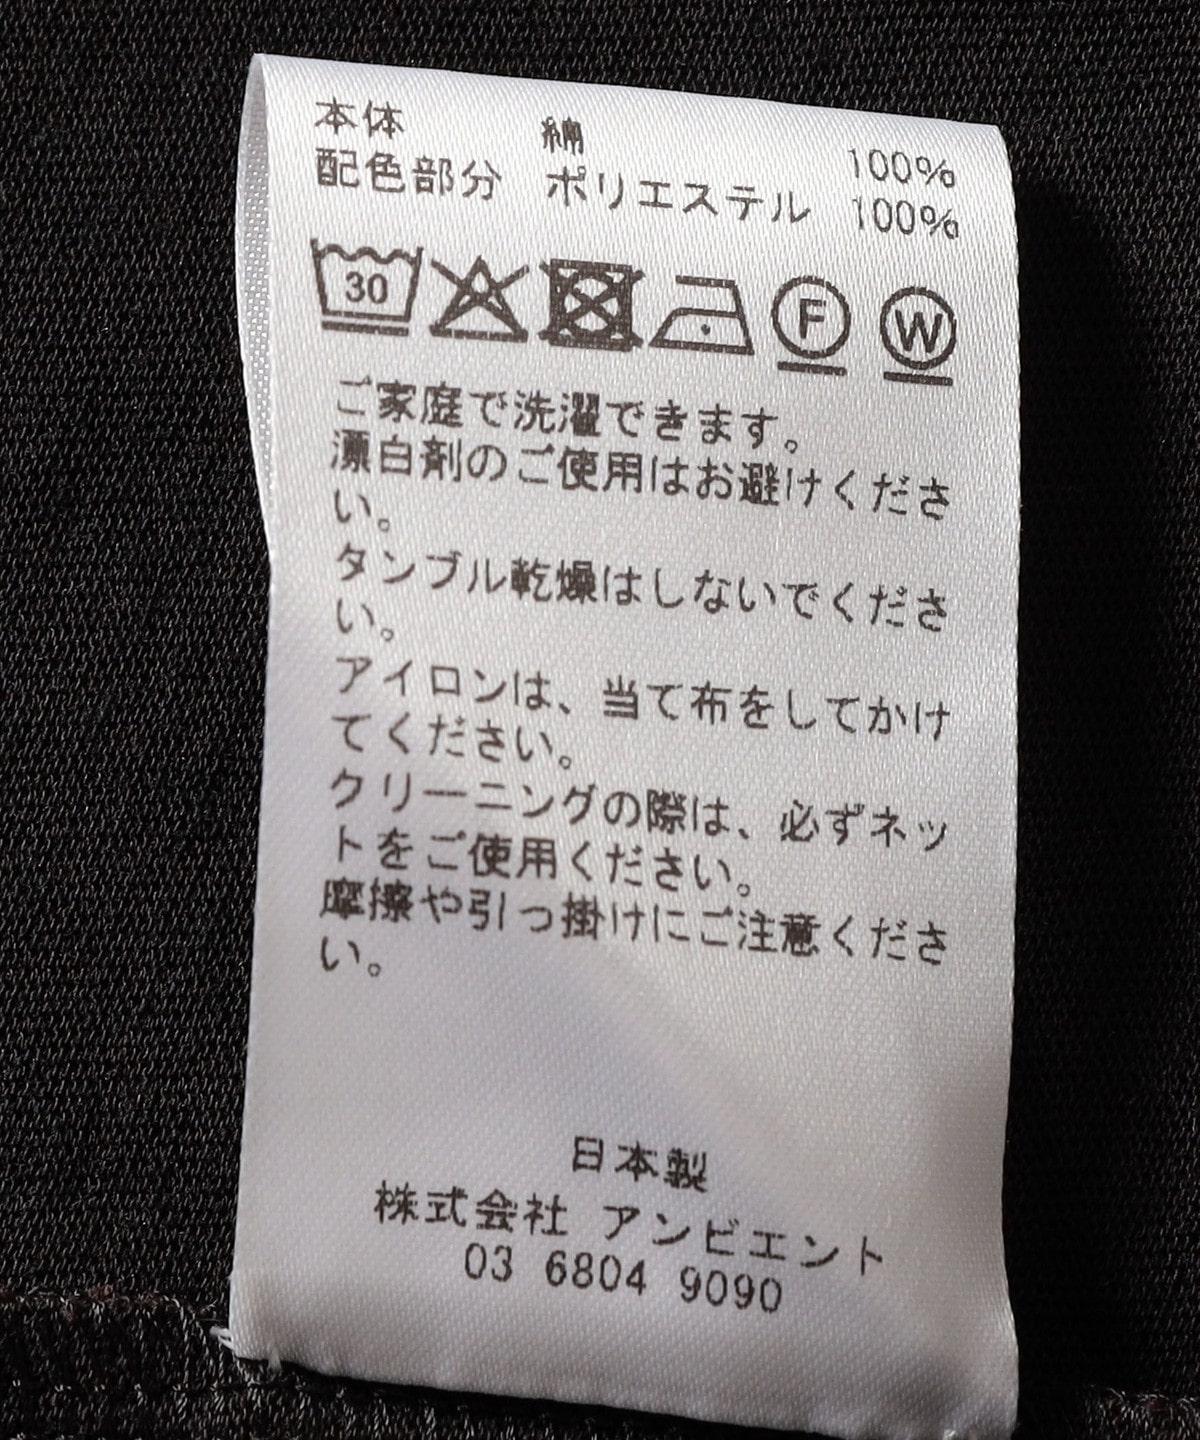 本体 綿 100%
配色部分 ポリエステル 100%
30 F W
ご家庭で洗濯できます。
漂白剤のご使用はお避けくださ
い。
タンブル乾燥はしないでくださ
い。
アイロンは、当て布をしてかけ
てください。
クリーニングの際は、必ずネッ
トをご使用ください。
摩擦や引っ掛けにご注意くださ
い。
日本製
株式会社 アンビエント
03 6804 9090